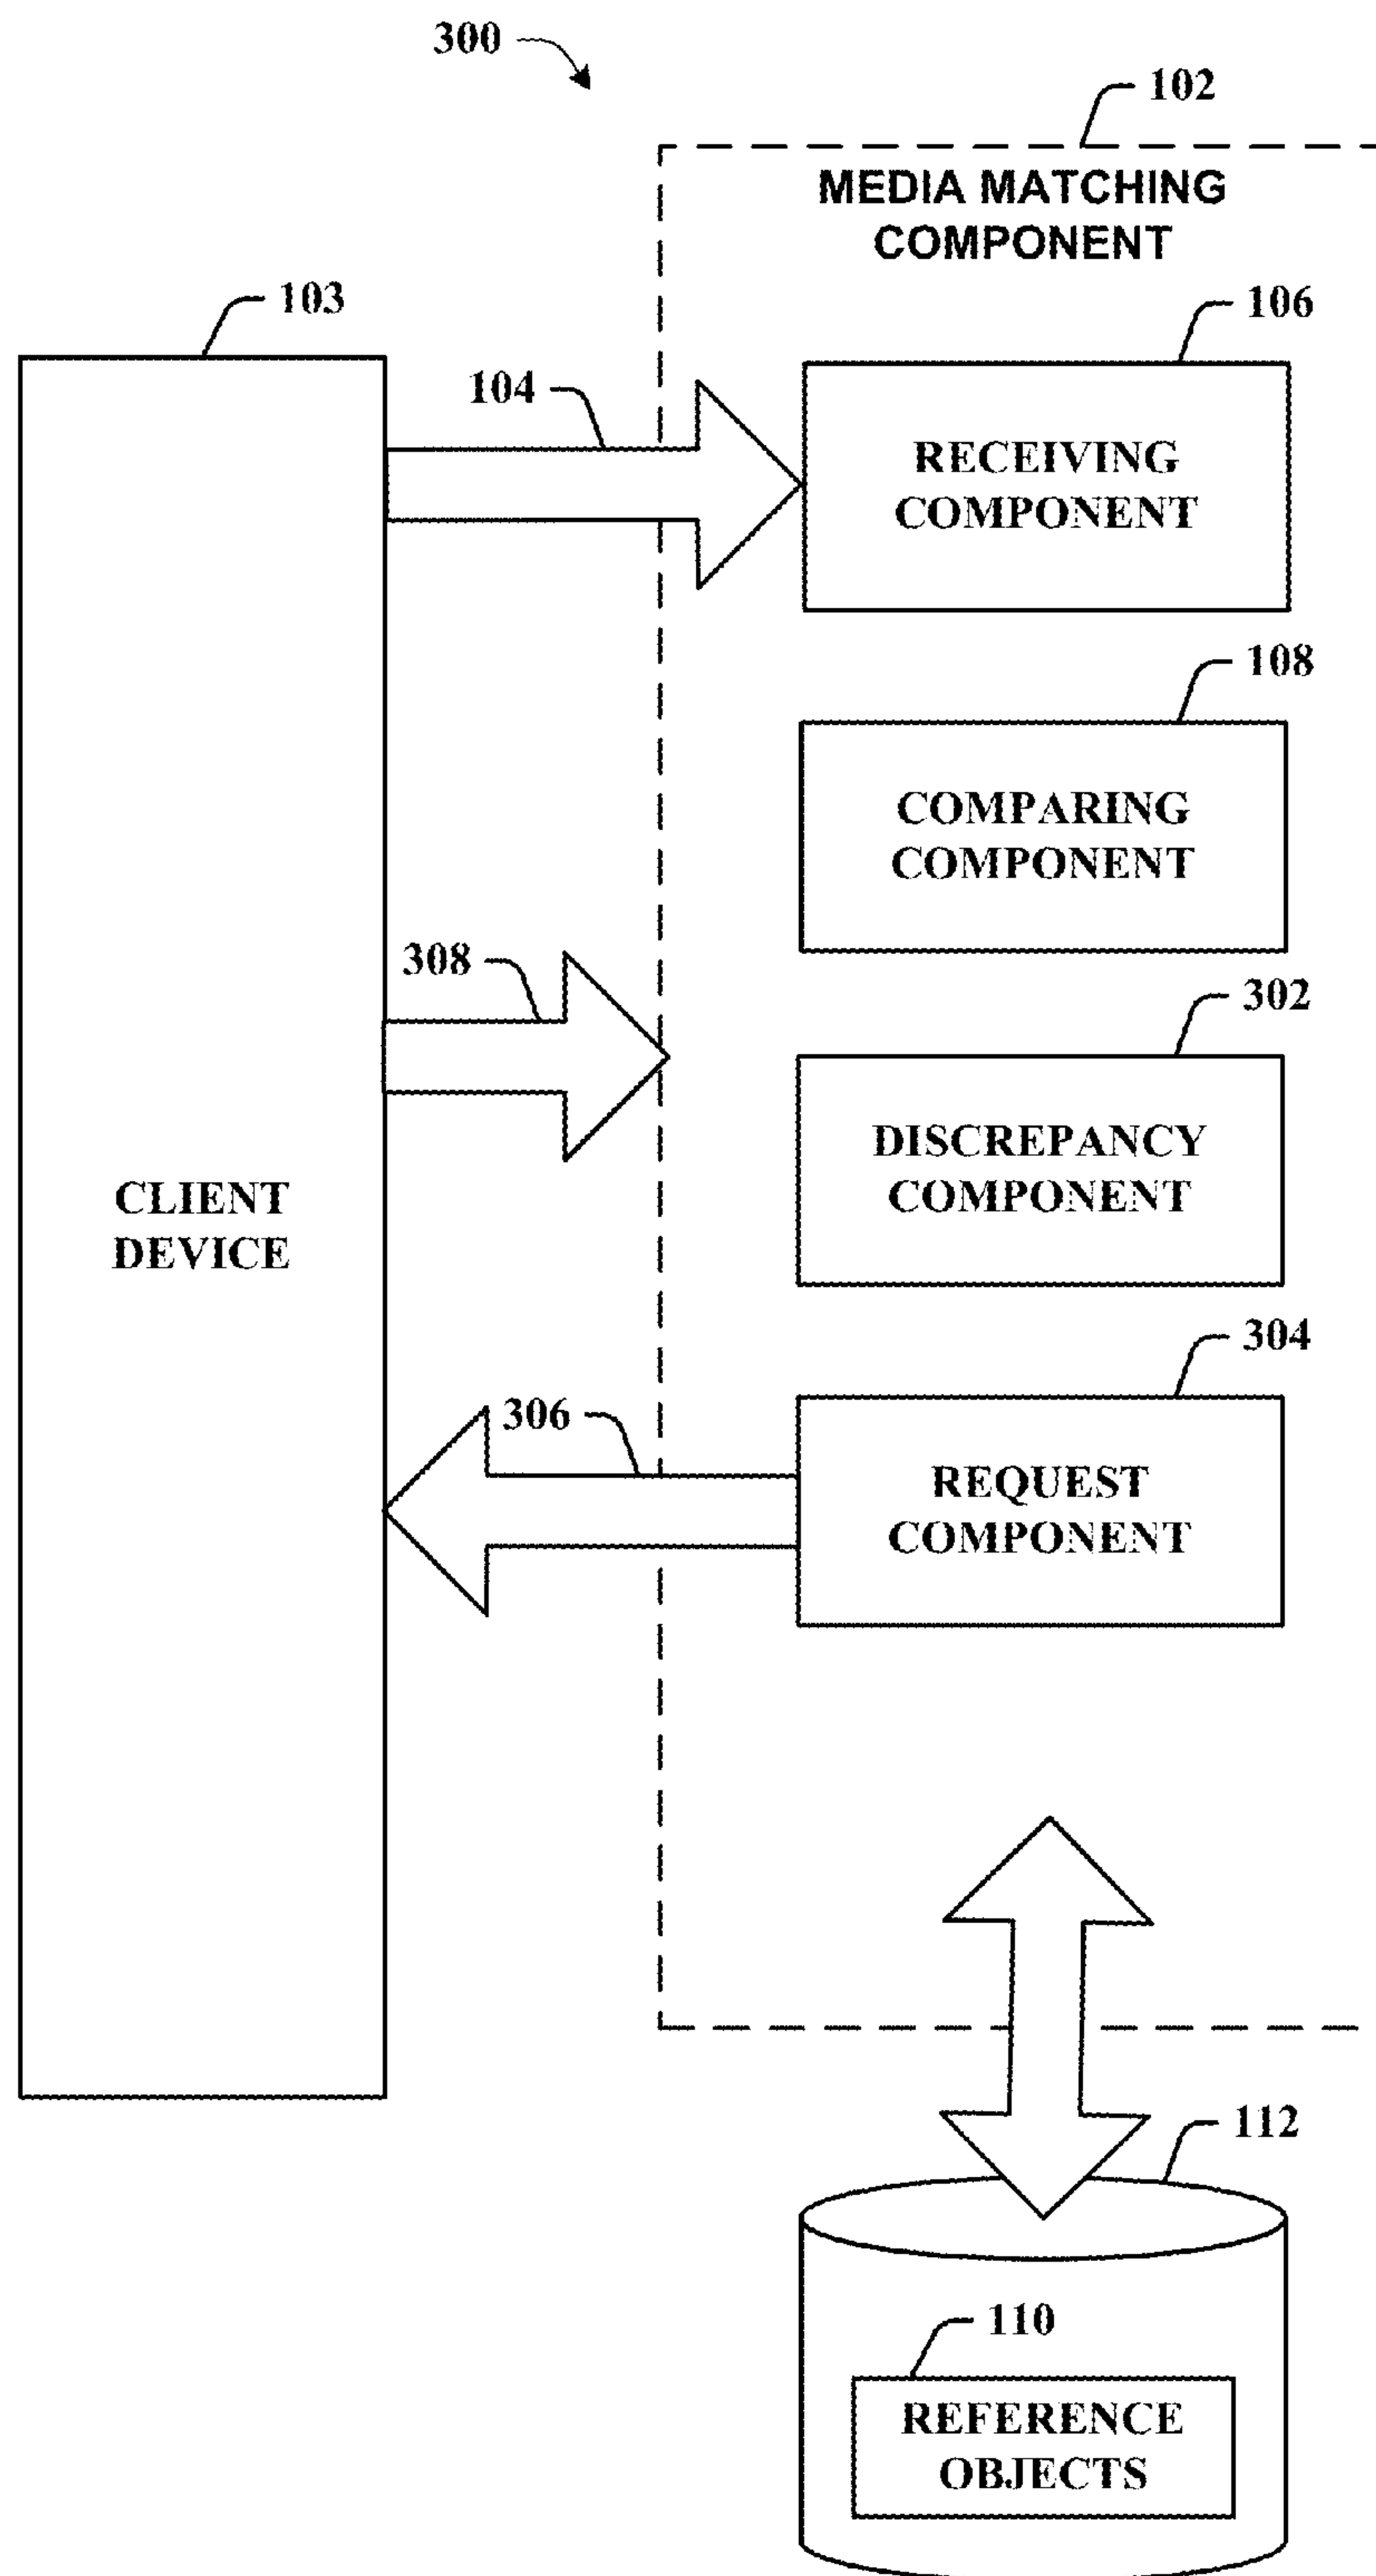 300
102
MEDIA MATCHING
COMPONENT
103
106
104
RECEIVING
COMPONENT
108
COMPARING
COMPONENT
308
302
DISCREPANCY
COMPONENT
CLIENT
DEVICE
304
306
REQUEST
COMPONENT
112
110
REFERENCE
OBJECTS